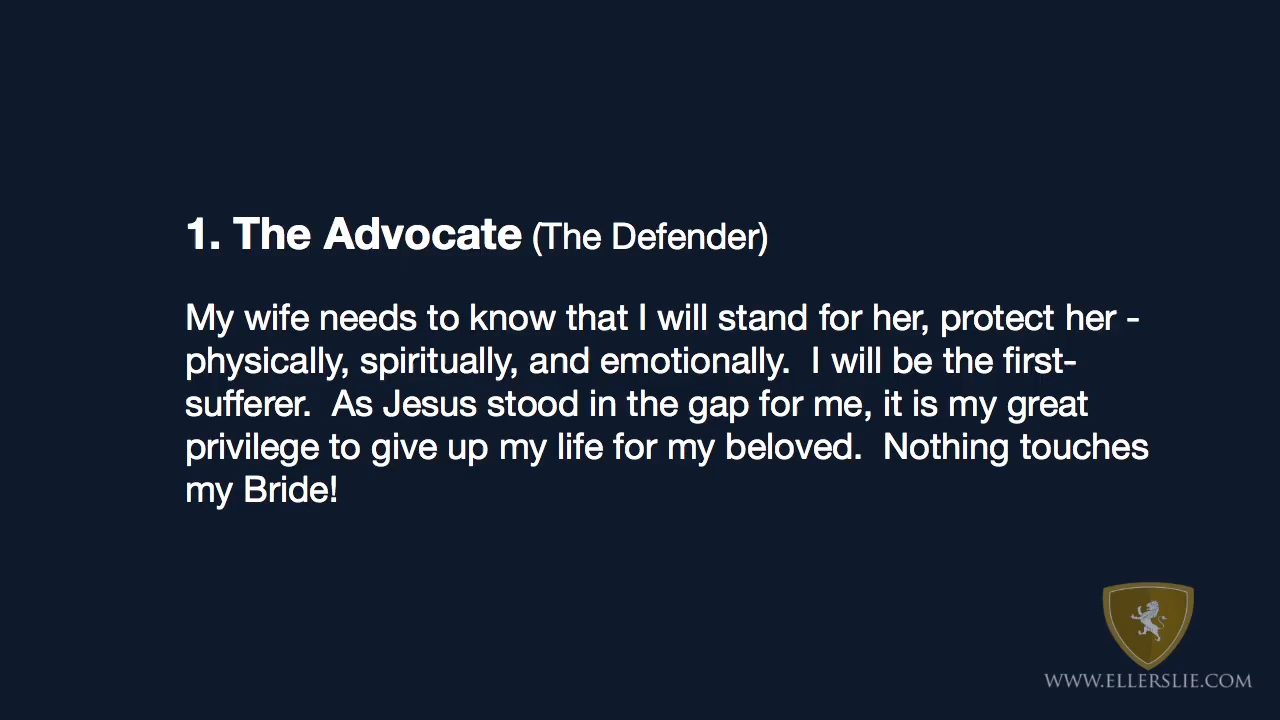 1. The Advocate (The Defender)
My wife needs to know that I will stand for her, protect her -
physically, spiritually, and emotionally.  I will be the first-
sufferer.  As Jesus stood in the gap for me, it is my great
privilege to give up my life for my beloved.  Nothing touches
my Bride!
WWW.ELLERSLIE.COM